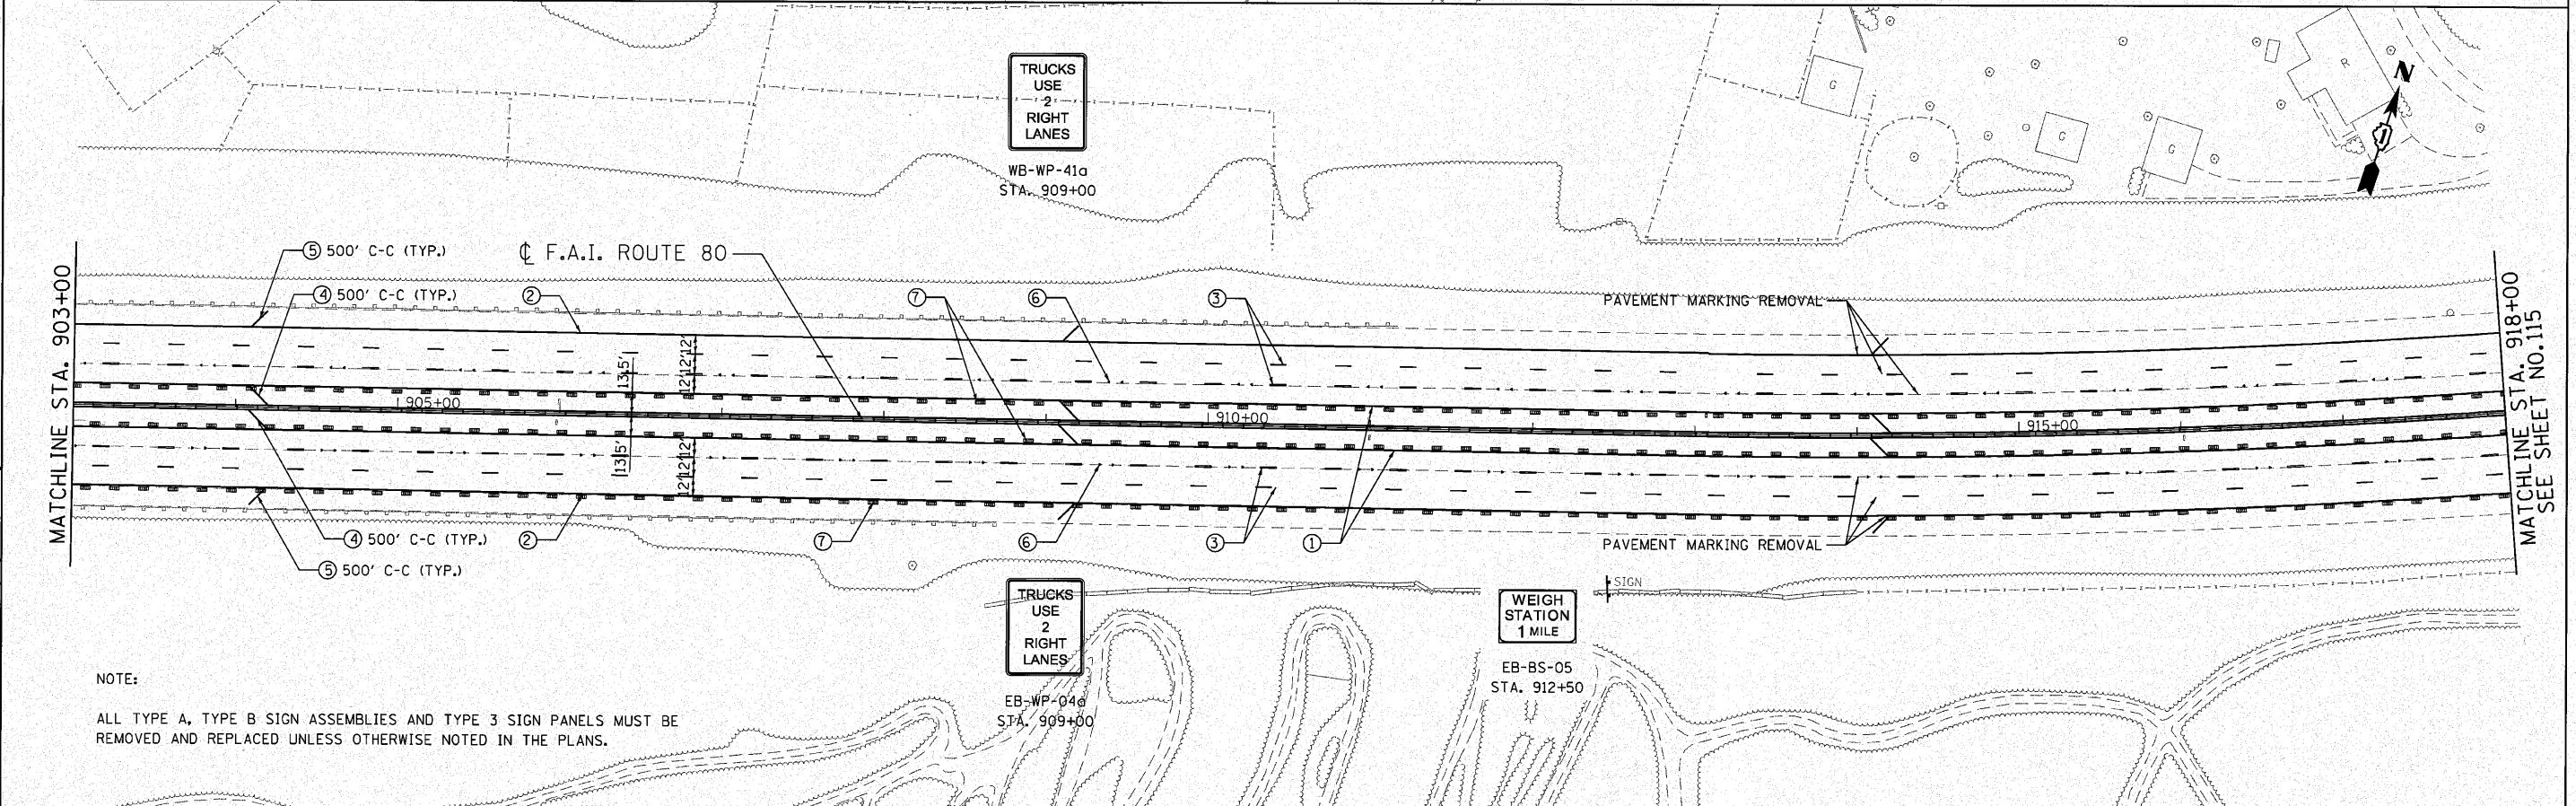 TRUCKS
USE
2
RIGHT
LANES
WB-WP-41a
STA. 909+00
G
G
G
R
N
1
MATCHLINE STA. 903+00
⑤ 500' C-C (TYP.)
℄ F.A.I. ROUTE 80
④ 500' C-C (TYP.)
②
⑦
⑥
③
PAVEMENT MARKING REMOVAL
MATCHLINE STA. 918+00
SEE SHEET NO.115
12'12'12'
13.5'
905+00
910+00
915+00
13.5'
12'12'12'
④ 500' C-C (TYP.)
②
⑦
⑥
③
①
PAVEMENT MARKING REMOVAL
⑤ 500' C-C (TYP.)
TRUCKS
USE
2
RIGHT
LANES
EB-WP-04a
STA. 909+00
SIGN
WEIGH
STATION
1 MILE
EB-BS-05
STA. 912+50
NOTE:
ALL TYPE A, TYPE B SIGN ASSEMBLIES AND TYPE 3 SIGN PANELS MUST BE
REMOVED AND REPLACED UNLESS OTHERWISE NOTED IN THE PLANS.